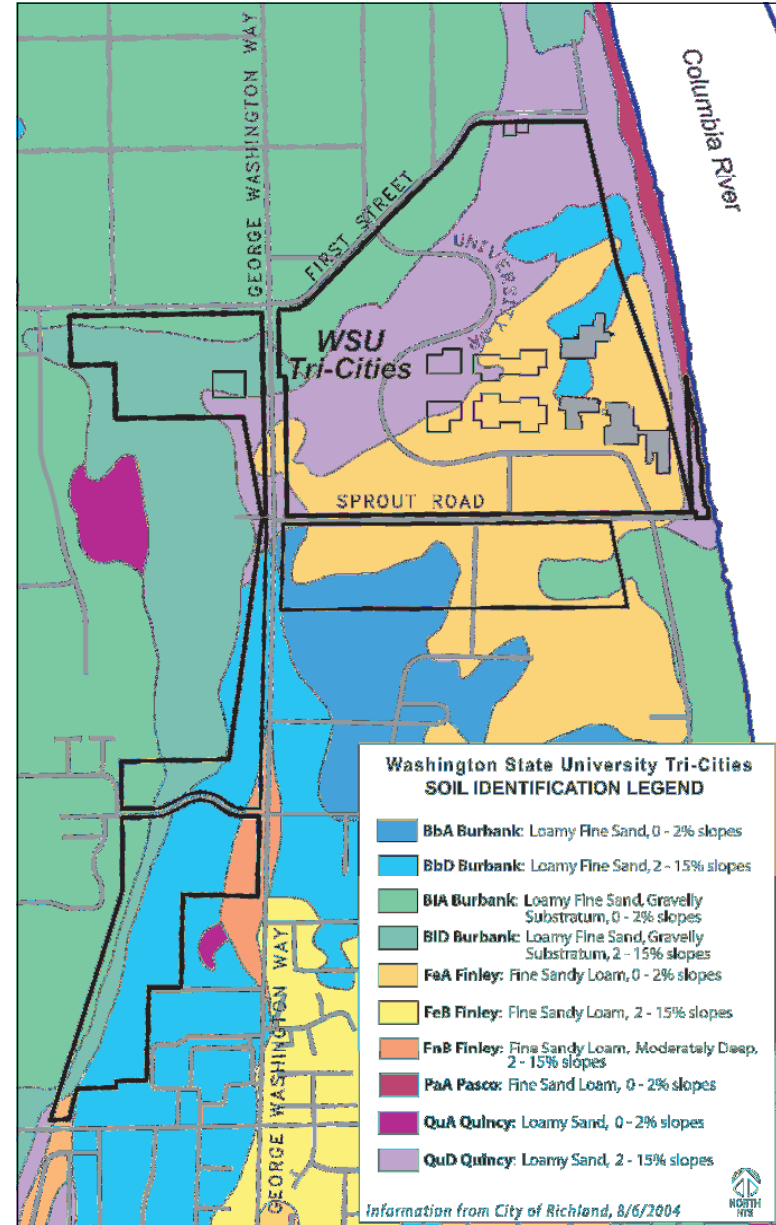 GEORGE WASHINGTON WAY
Columbia River
FIRST STREET
UNIVERSITY DR
WSU
Tri-Cities
SPROUT ROAD
GEORGE WASHINGTON WAY
Washington State University Tri-Cities
SOIL IDENTIFICATION LEGEND
BbA Burbank: Loamy Fine Sand, 0 - 2% slopes
BbD Burbank: Loamy Fine Sand, 2 - 15% slopes
BIA Burbank: Loamy Fine Sand, Gravelly
Substratum, 0 - 2% slopes
BID Burbank: Loamy Fine Sand, Gravelly
Substratum, 2 - 15% slopes
FeA Finley: Fine Sandy Loam, 0 - 2% slopes
FeB Finley: Fine Sandy Loam, 2 - 15% slopes
FnB Finley: Fine Sandy Loam, Moderately Deep,
2 - 15% slopes
PaA Pasco: Fine Sand Loam, 0 - 2% slopes
QuA Quincy: Loamy Sand, 0 - 2% slopes
QuD Quincy: Loamy Sand, 2 - 15% slopes
NORTH
NTS
Information from City of Richland, 8/6/2004